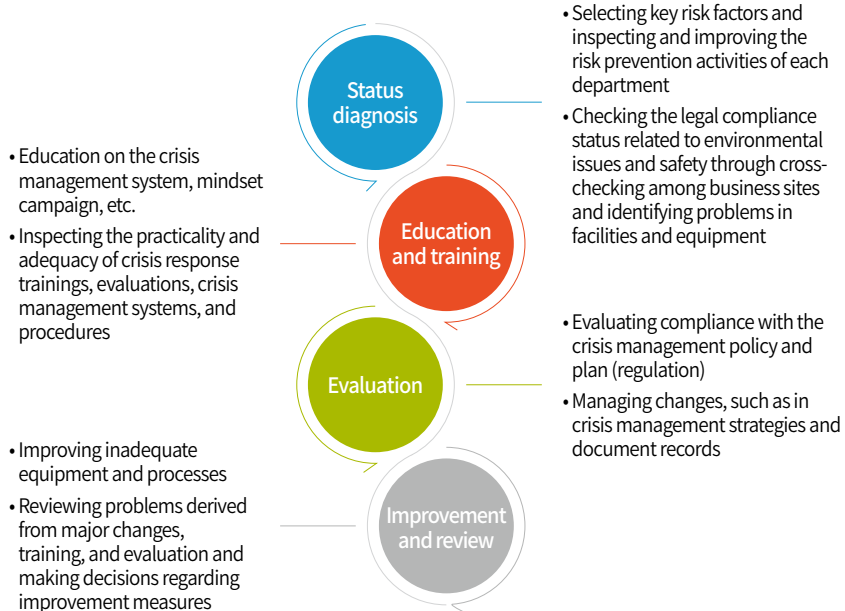 • Selecting key risk factors and
inspecting and improving the
risk prevention activities of each
department
• Checking the legal compliance
status related to environmental
issues and safety through cross-
checking among business sites
and identifying problems in
facilities and equipment
Status
diagnosis
• Education on the crisis
management system, mindset
campaign, etc.
• Inspecting the practicality and
adequacy of crisis response
trainings, evaluations, crisis
management systems, and
procedures
Education
and training
• Evaluating compliance with the
crisis management policy and
plan (regulation)
• Managing changes, such as in
crisis management strategies and
document records
Evaluation
• Improving inadequate
equipment and processes
• Reviewing problems derived
from major changes,
training, and evaluation and
making decisions regarding
improvement measures
Improvement
and review